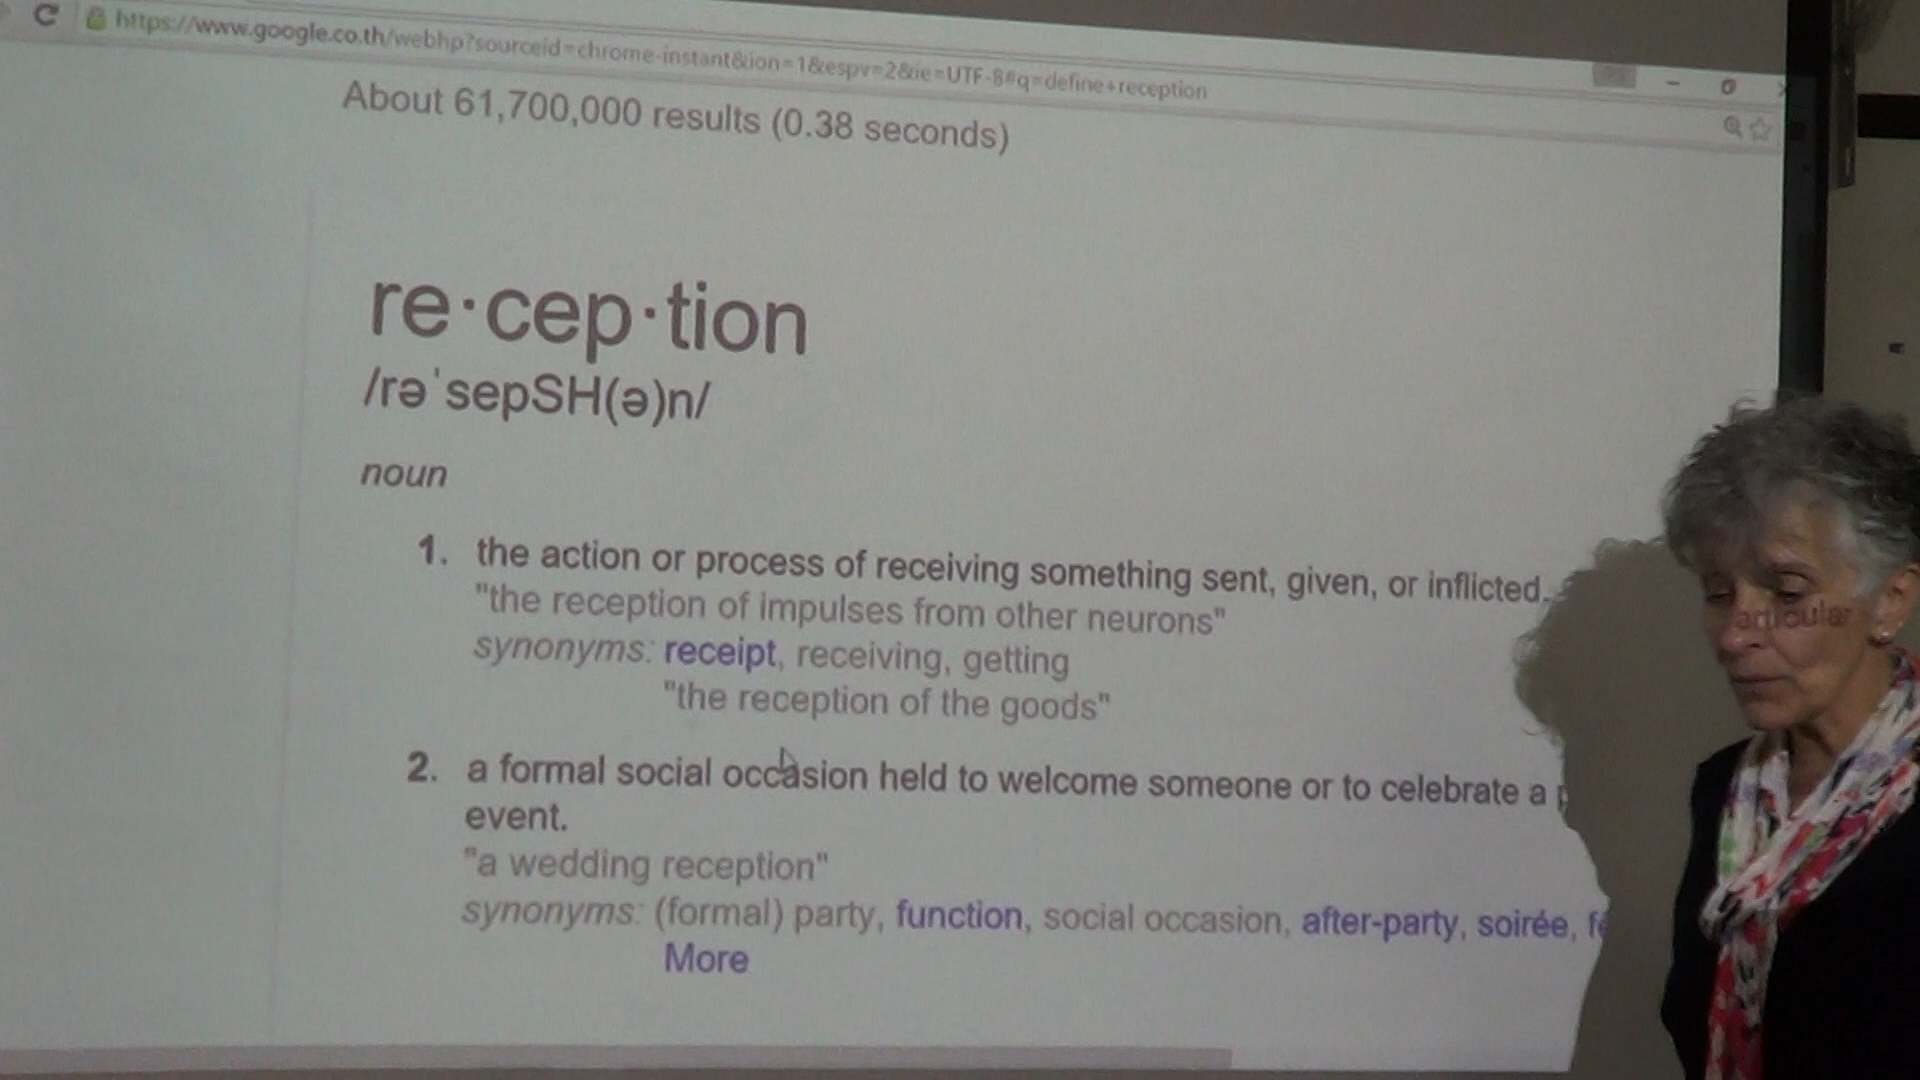 https://www.google.co.th/webhp?sourceid=chrome-instant&ion=1&espv=2&ie=UTF-8#q=define+reception
About 61,700,000 results (0.38 seconds)
re·cep·tion
/rəˈsepSH(ə)n/
noun
1. the action or process of receiving something sent, given, or inflicted.
"the reception of impulses from other neurons"
synonyms: receipt, receiving, getting
"the reception of the goods"
2. a formal social occasion held to welcome someone or to celebrate a particular
event.
"a wedding reception"
synonyms: (formal) party, function, social occasion, after-party, soirée,
More